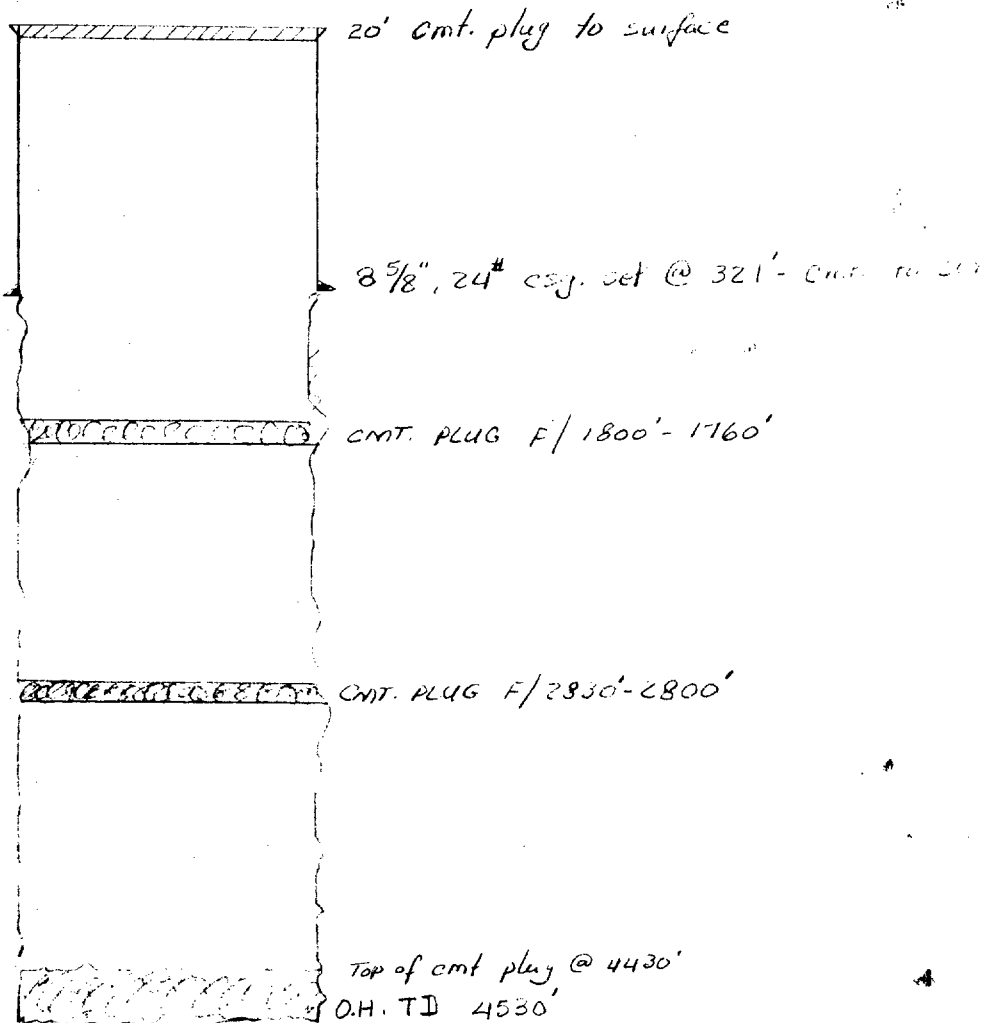 20' cmt. plug to surface
8 5/8", 24# csg. set @ 321' -
CMT. PLUG F/ 1800' - 1760'
CMT. PLUG F/ 2830' - 2800'
Top of cmt plug @ 4430'
O.H. TD 4530'